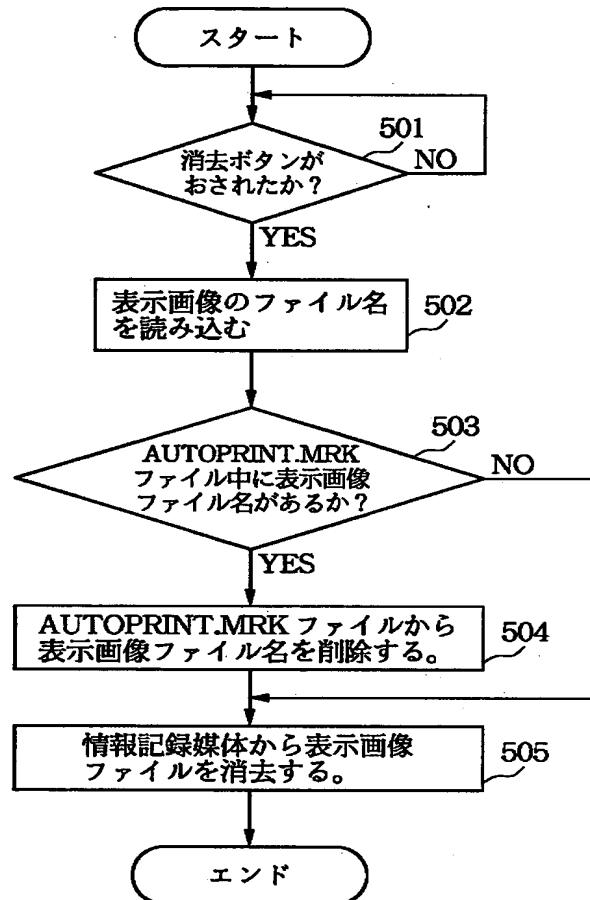 スタート
501
消去ボタンが
おされたか？
NO
YES
表示画像のファイル名
を読み込む
502
503
AUTOPRINT.MRK
ファイル中に表示画像
ファイル名があるか？
NO
YES
AUTOPRINT.MRKファイルから
表示画像ファイル名を削除する。
504
情報記録媒体から表示画像
ファイルを消去する。
505
エンド